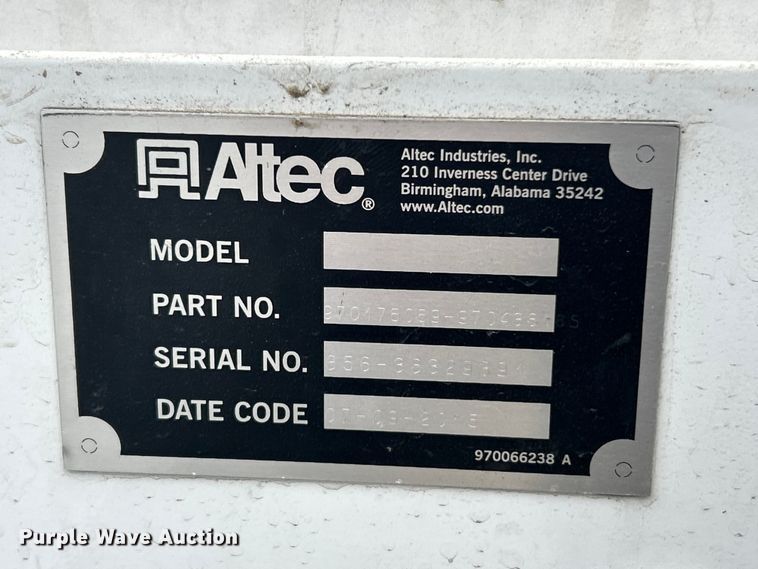 Altec®
Altec Industries, Inc.
210 Inverness Center Drive
Birmingham, Alabama 35242
www.Altec.com
MODEL
PART NO.
SERIAL NO.
DATE CODE
970066238 A
Purple Wave Auction